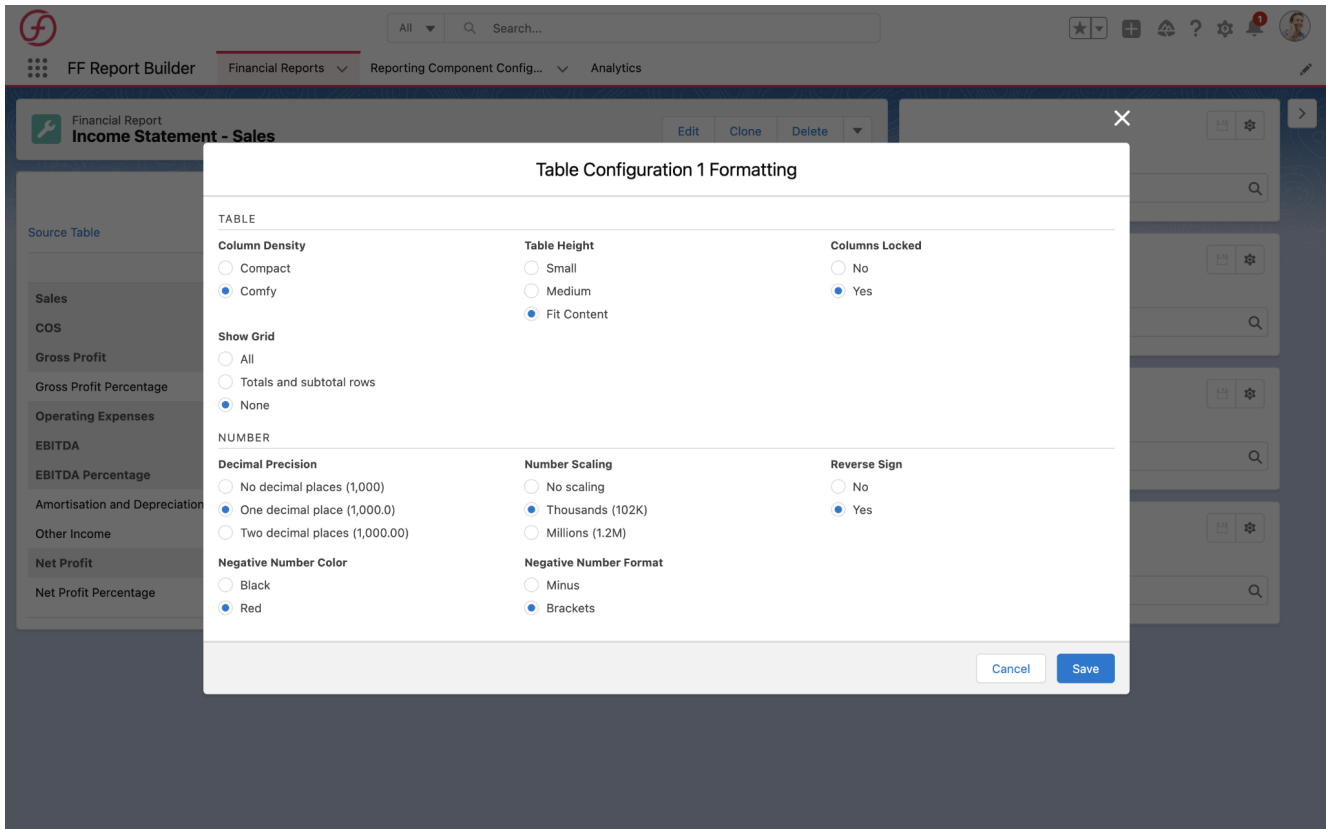 All
Search...
1
FF Report Builder
Financial Reports
Reporting Component Config...
Analytics
Financial Report
Income Statement - Sales
Edit
Clone
Delete
Source Table
Sales
COS
Gross Profit
Gross Profit Percentage
Operating Expenses
EBITDA
EBITDA Percentage
Amortisation and Depreciation
Other Income
Net Profit
Net Profit Percentage
Table Configuration 1 Formatting
TABLE
Column Density
Compact
Comfy
Table Height
Small
Medium
Fit Content
Columns Locked
No
Yes
Show Grid
All
Totals and subtotal rows
None
NUMBER
Decimal Precision
No decimal places (1,000)
One decimal place (1,000.0)
Two decimal places (1,000.00)
Number Scaling
No scaling
Thousands (102K)
Millions (1.2M)
Reverse Sign
No
Yes
Negative Number Color
Black
Red
Negative Number Format
Minus
Brackets
Cancel
Save